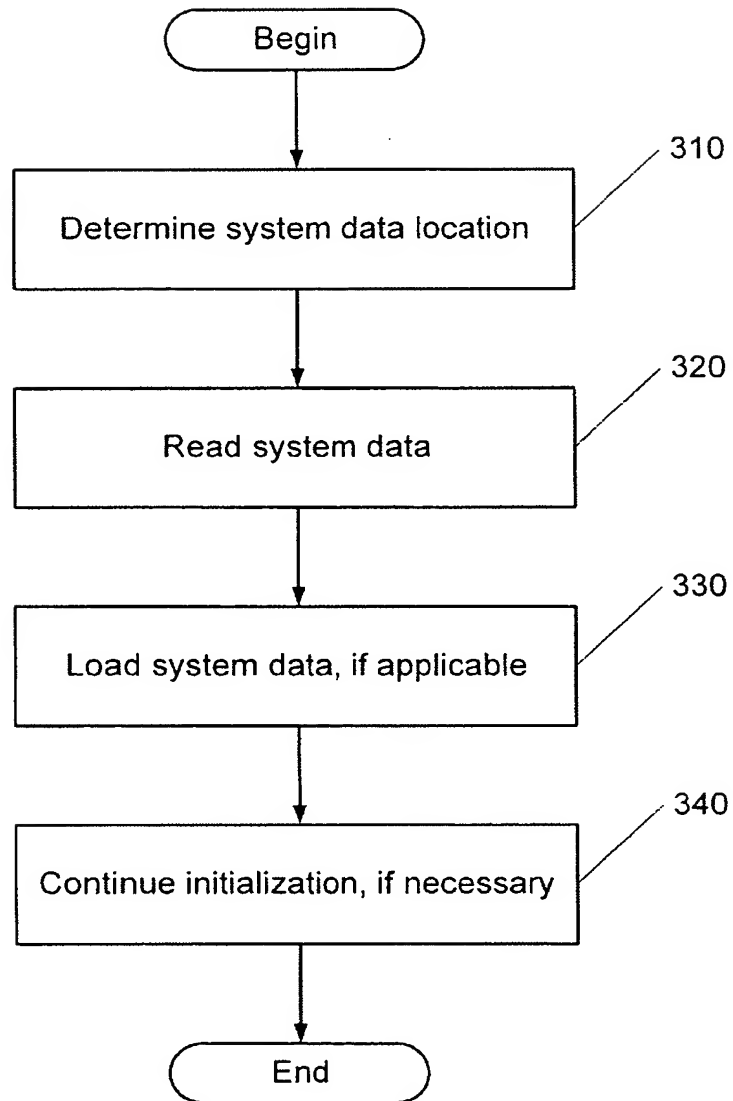 Begin
310
Determine system data location
320
Read system data
330
Load system data, if applicable
340
Continue initialization, if necessary
End